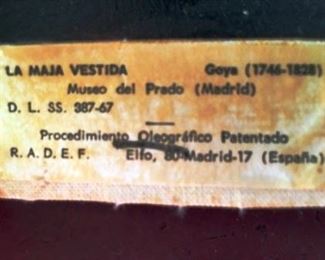 LA MAJA VESTIDA Goya (1746-1828)
Museo del Prado (Madrid)
D. L. SS. 387-67
Procedimiento Oleográfico Patentado
R. A. D. E. F. Elfo, 80-Madrid-17 (España)